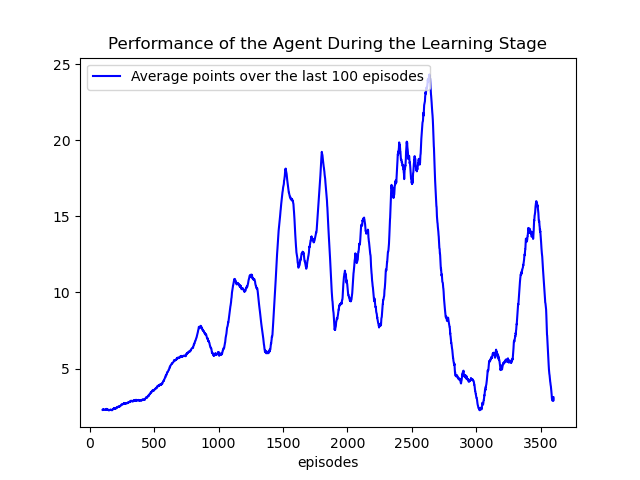 Performance of the Agent During the Learning Stage
Average points over the last 100 episodes
25
20
15
10
5
0 500 1000 1500 2000 2500 3000 3500
episodes